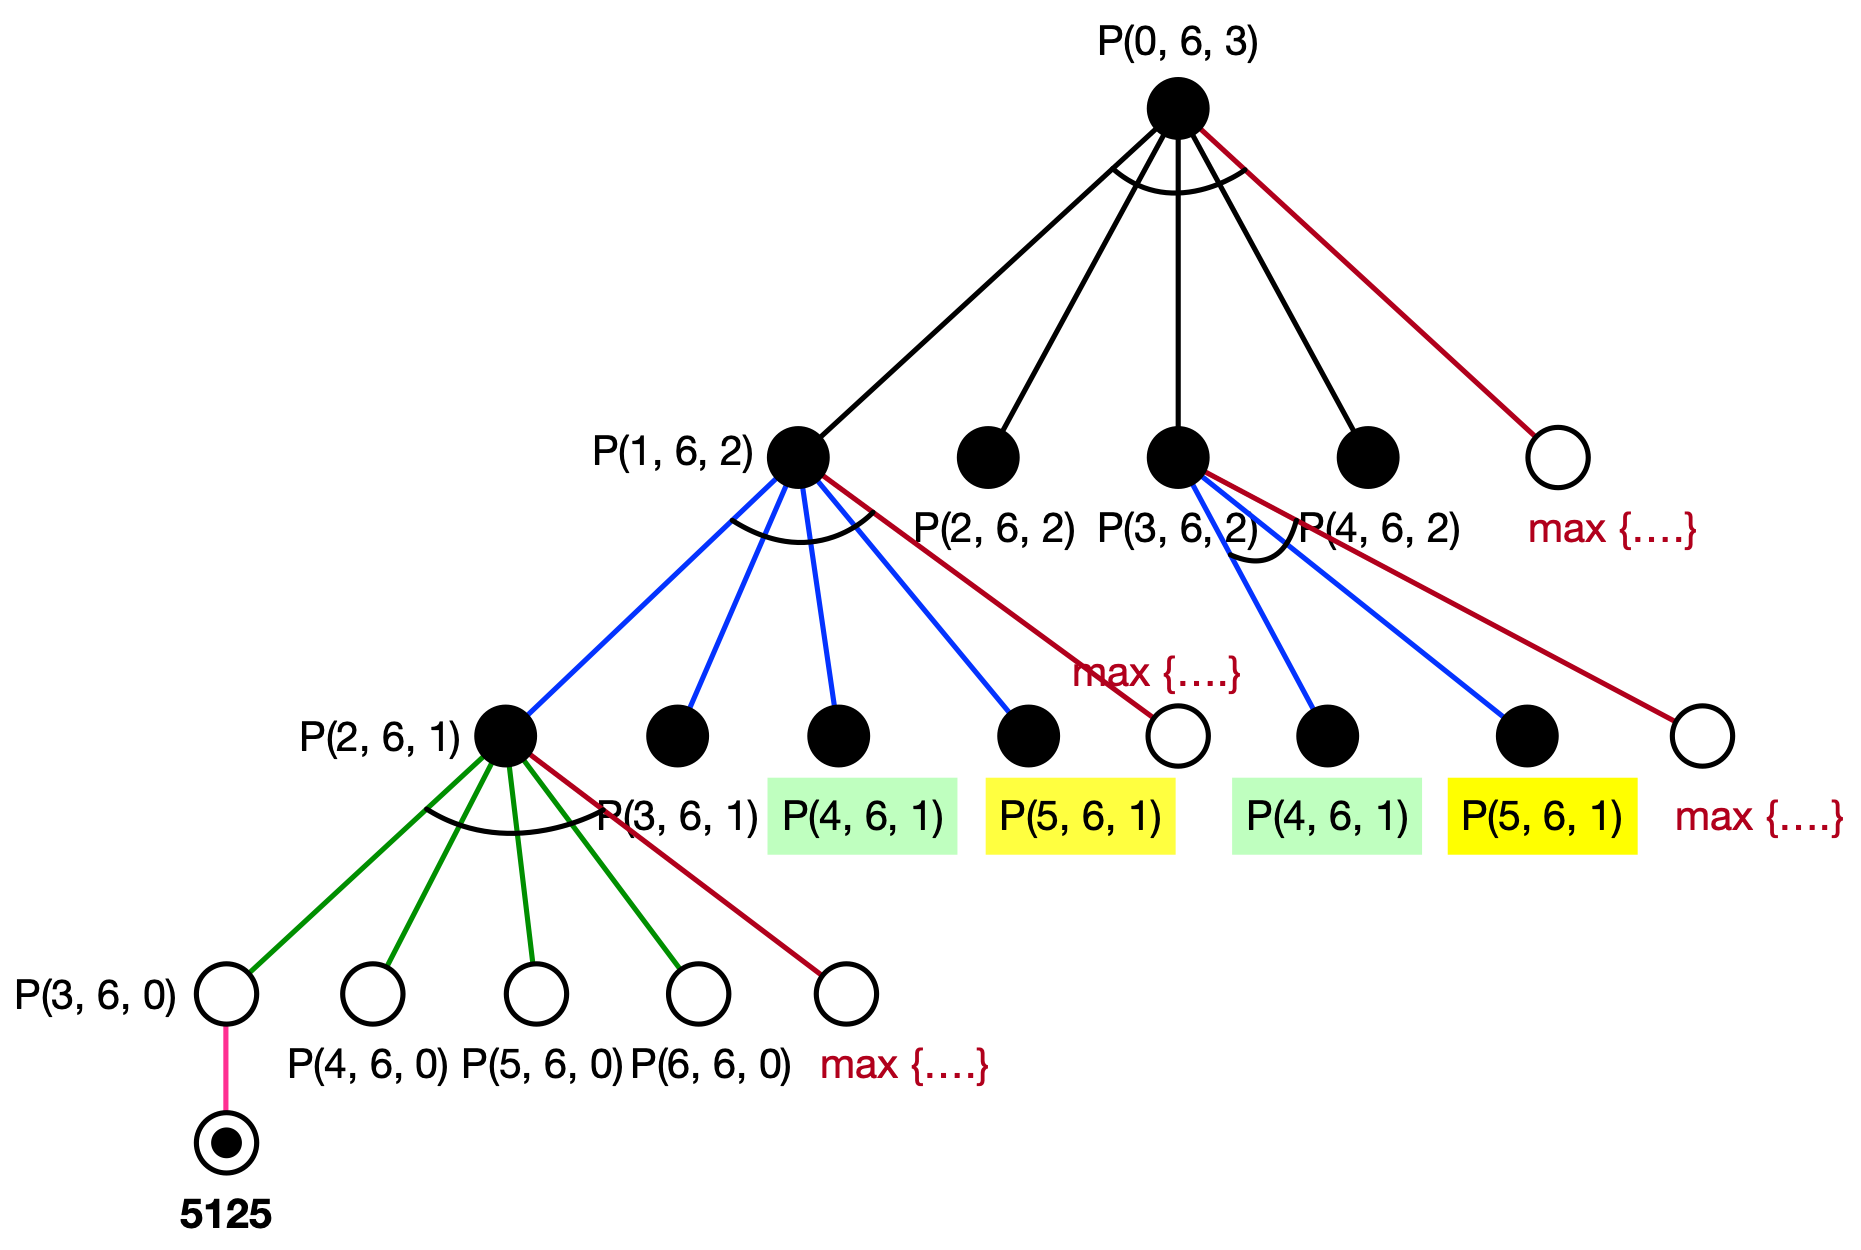 P(0, 6, 3)
P(1, 6, 2)
P(2, 6, 2)
P(3, 6, 2)
P(4, 6, 2)
max {....}
max {....}
P(2, 6, 1)
P(3, 6, 1)
P(4, 6, 1)
P(5, 6, 1)
P(4, 6, 1)
P(5, 6, 1)
max {....}
P(3, 6, 0)
P(4, 6, 0)
P(5, 6, 0)
P(6, 6, 0)
max {....}
5125